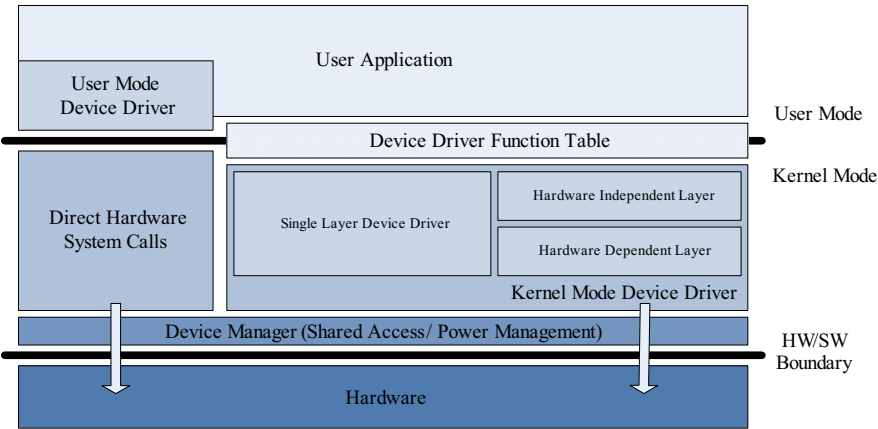 User Application
User Mode
Device Driver
User Mode
Device Driver Function Table
Kernel Mode
Direct Hardware
System Calls
Single Layer Device Driver
Hardware Independent Layer
Hardware Dependent Layer
Kernel Mode Device Driver
Device Manager (Shared Access/ Power Management)
HW/SW
Boundary
Hardware